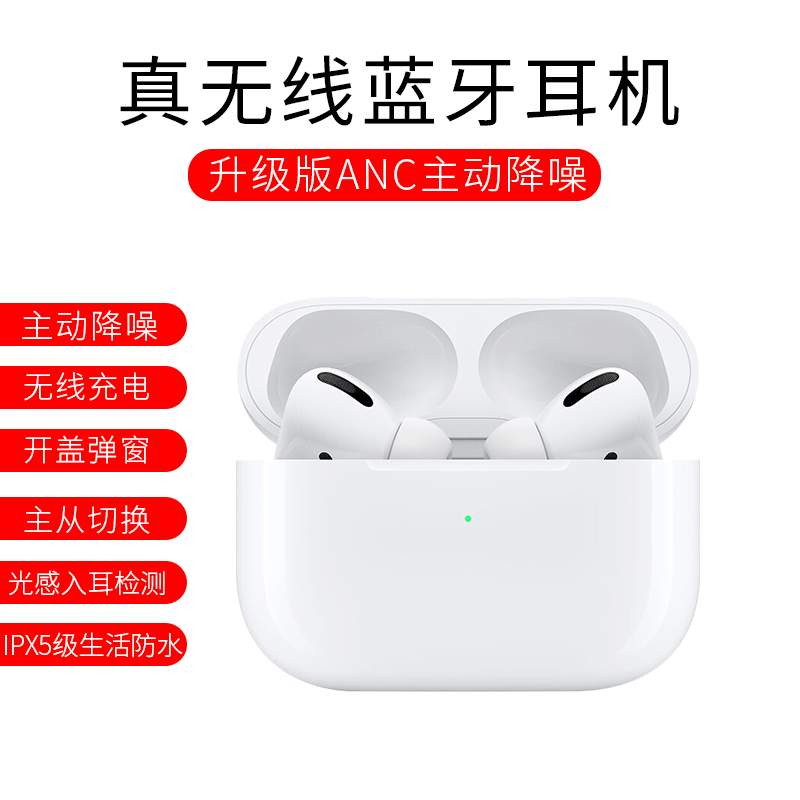 真无线蓝牙耳机
升级版ANC主动降噪
主动降噪
无线充电
开盖弹窗
主从切换
光感入耳检测
IPX5级生活防水